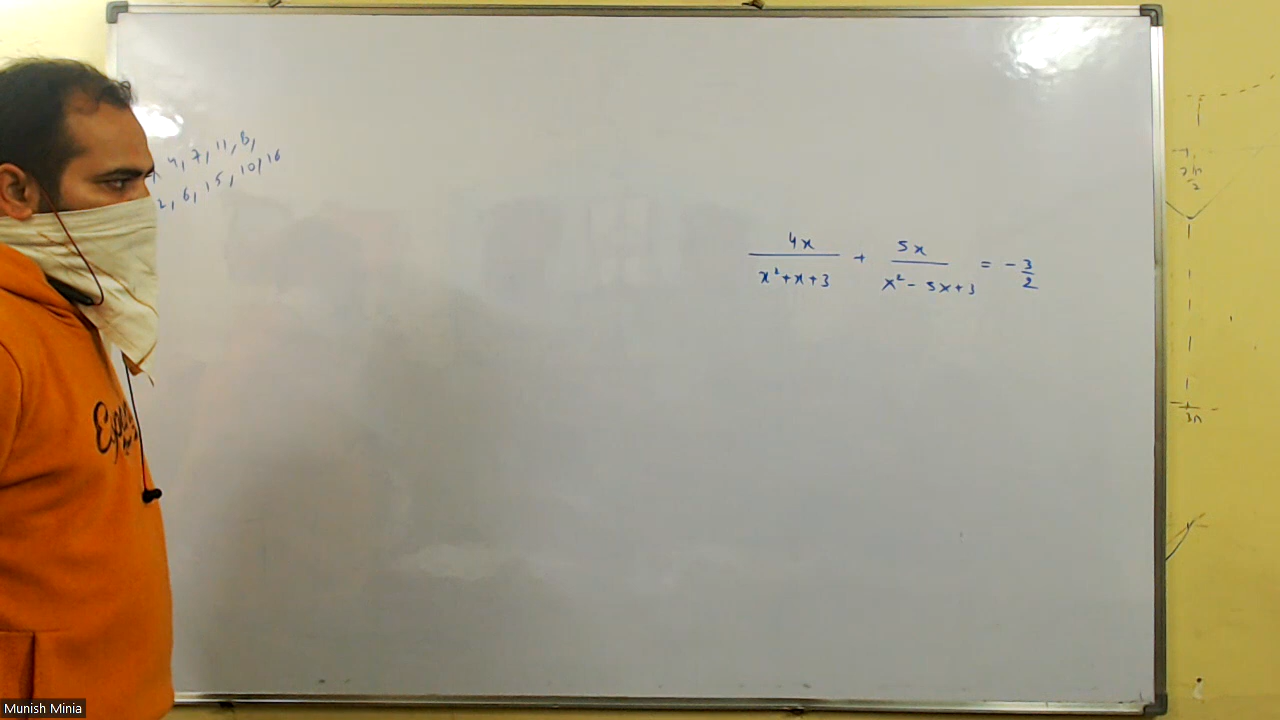 4, 7, 11, 8,
2, 6, 15, 10, 16
4x/(x²+x+3) + 5x/(x²-5x+3) = -3/2
Munish Minia